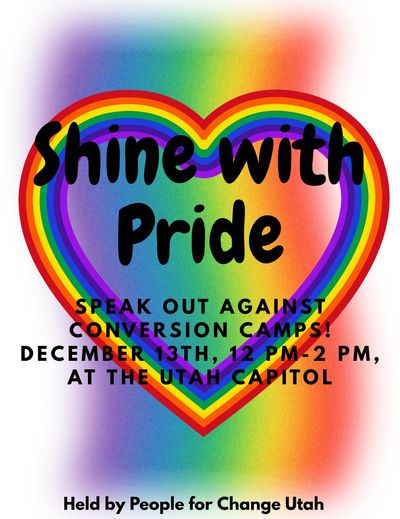 Shine with
Pride
SPEAK OUT AGAINST
CONVERSION CAMPS!
DECEMBER 13TH, 12 PM-2 PM,
AT THE UTAH CAPITOL
Held by People for Change Utah